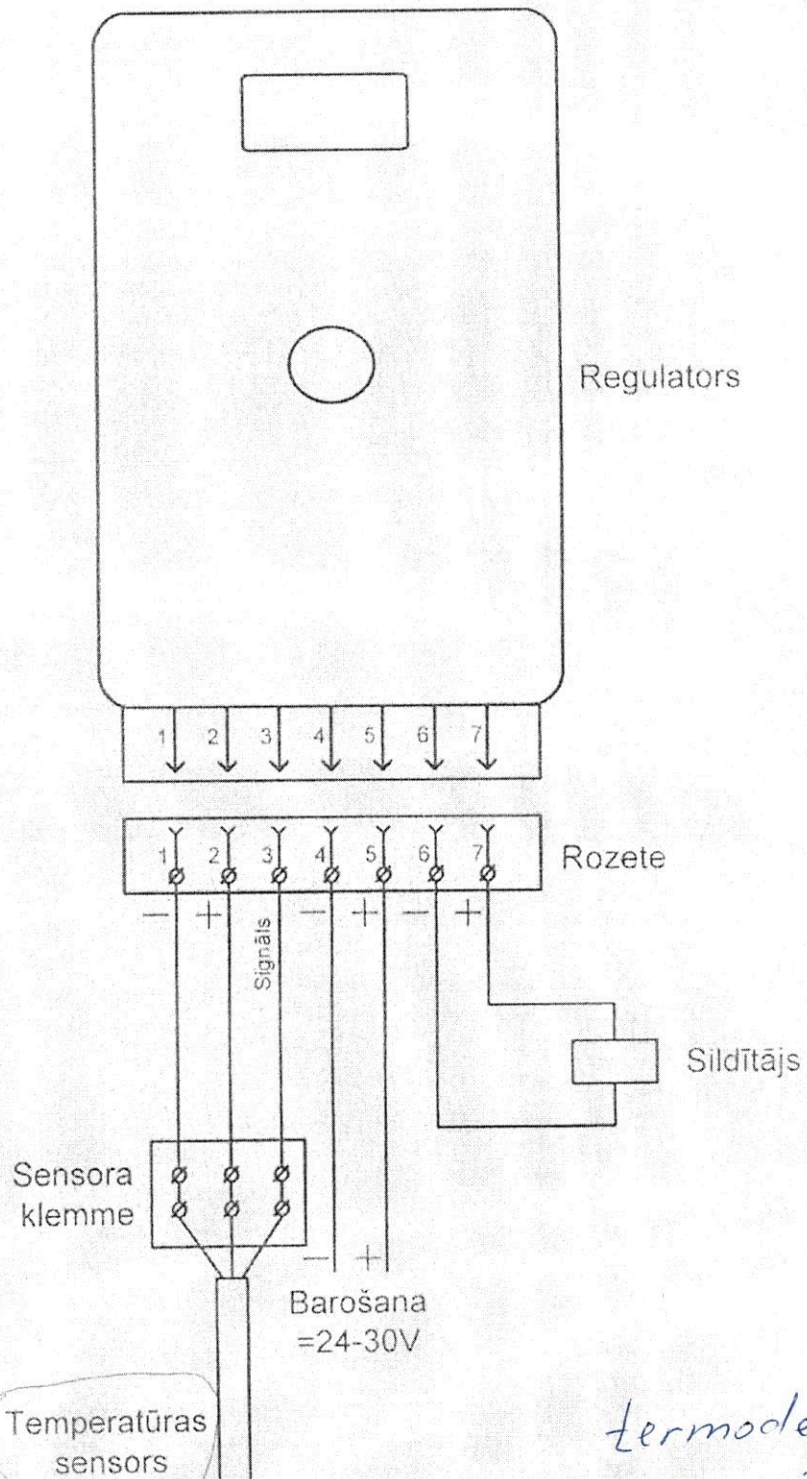 Regulators
1 2 3 4 5 6 7
1 2 3 4 5 6 7
Rozete
− + − + − +
Signāls
Sildītājs
Sensora
klemme
− +
Barošana
=24-30V
Temperatūras
sensors